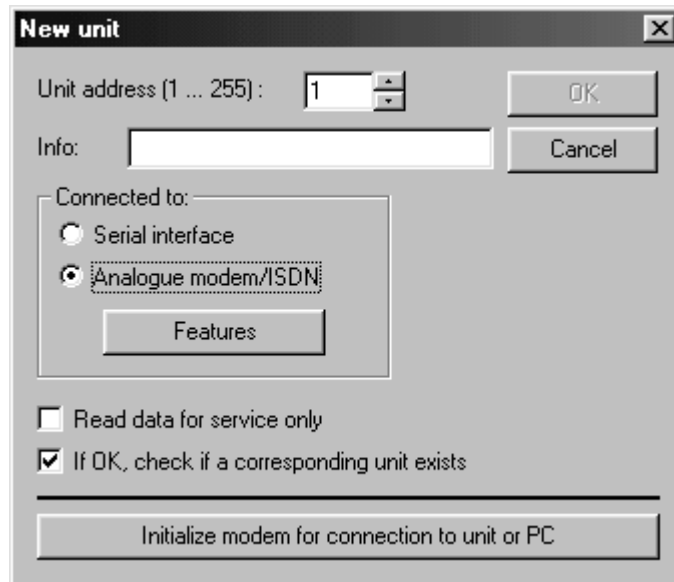 New unit
Unit address (1 ... 255) :
1
OK
Info:
Cancel
Connected to:
Serial interface
Analogue modem/ISDN
Features
Read data for service only
If OK, check if a corresponding unit exists
Initialize modem for connection to unit or PC